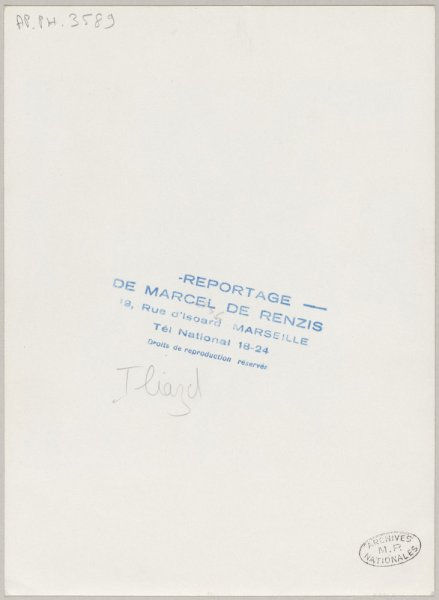 AP.PH.3589
-REPORTAGE —
DE MARCEL DE RENZIS
19, Rue d'Isoard MARSEILLE
Tél National 18-24
Droits de reproduction réservés
ARCHIVES
M.P.
NATIONALES